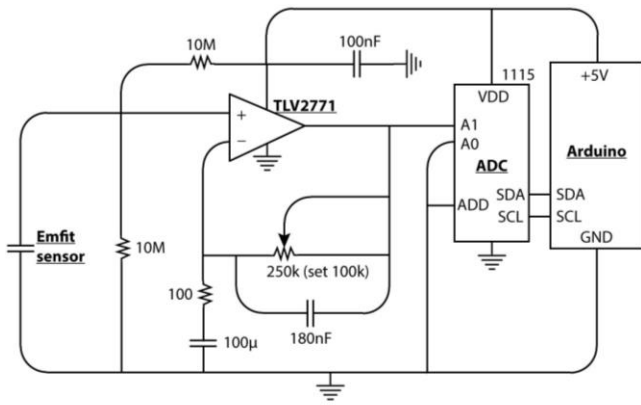 10M
100nF
1115
+5V
TLV2771
VDD
+
−
A1
A0
ADC
Arduino
ADD
SDA
SCL
SDA
SCL
GND
Emfit
sensor
10M
250k (set 100k)
100
100µ
180nF